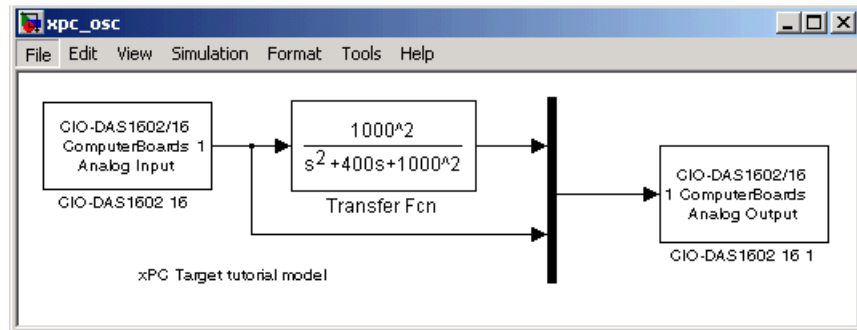 xpc_osc
File Edit View Simulation Format Tools Help
CIO-DAS1602/16
ComputerBoards 1
Analog Input
CIO-DAS1602 16
1000^2
s2+400s+1000^2
Transfer Fcn
CIO-DAS1602/16
1 ComputerBoards
Analog Output
CIO-DAS1602 16 1
xPC Target tutorial model